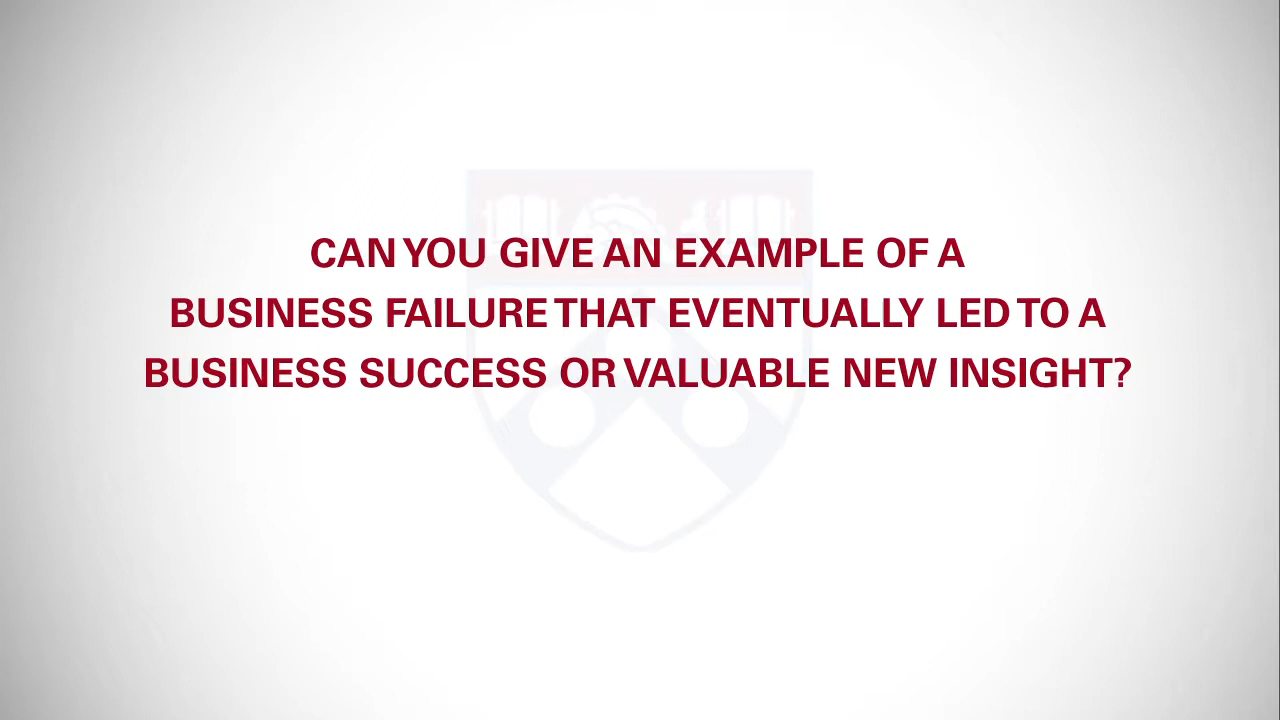 CAN YOU GIVE AN EXAMPLE OF A
BUSINESS FAILURE THAT EVENTUALLY LED TO A
BUSINESS SUCCESS OR VALUABLE NEW INSIGHT?